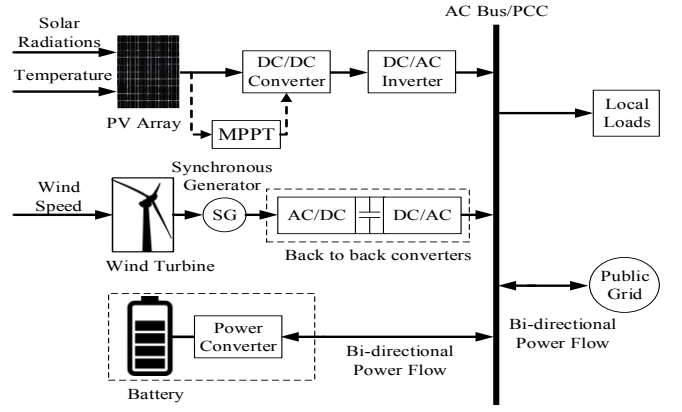 Solar
Radiations
Temperature
PV Array
MPPT
DC/DC
Converter
DC/AC
Inverter
AC Bus/PCC
Local
Loads
Wind
Speed
Wind Turbine
Synchronous
Generator
SG
AC/DC
DC/AC
Back to back converters
Public
Grid
Bi-directional
Power Flow
Power
Converter
Battery
Bi-directional
Power Flow